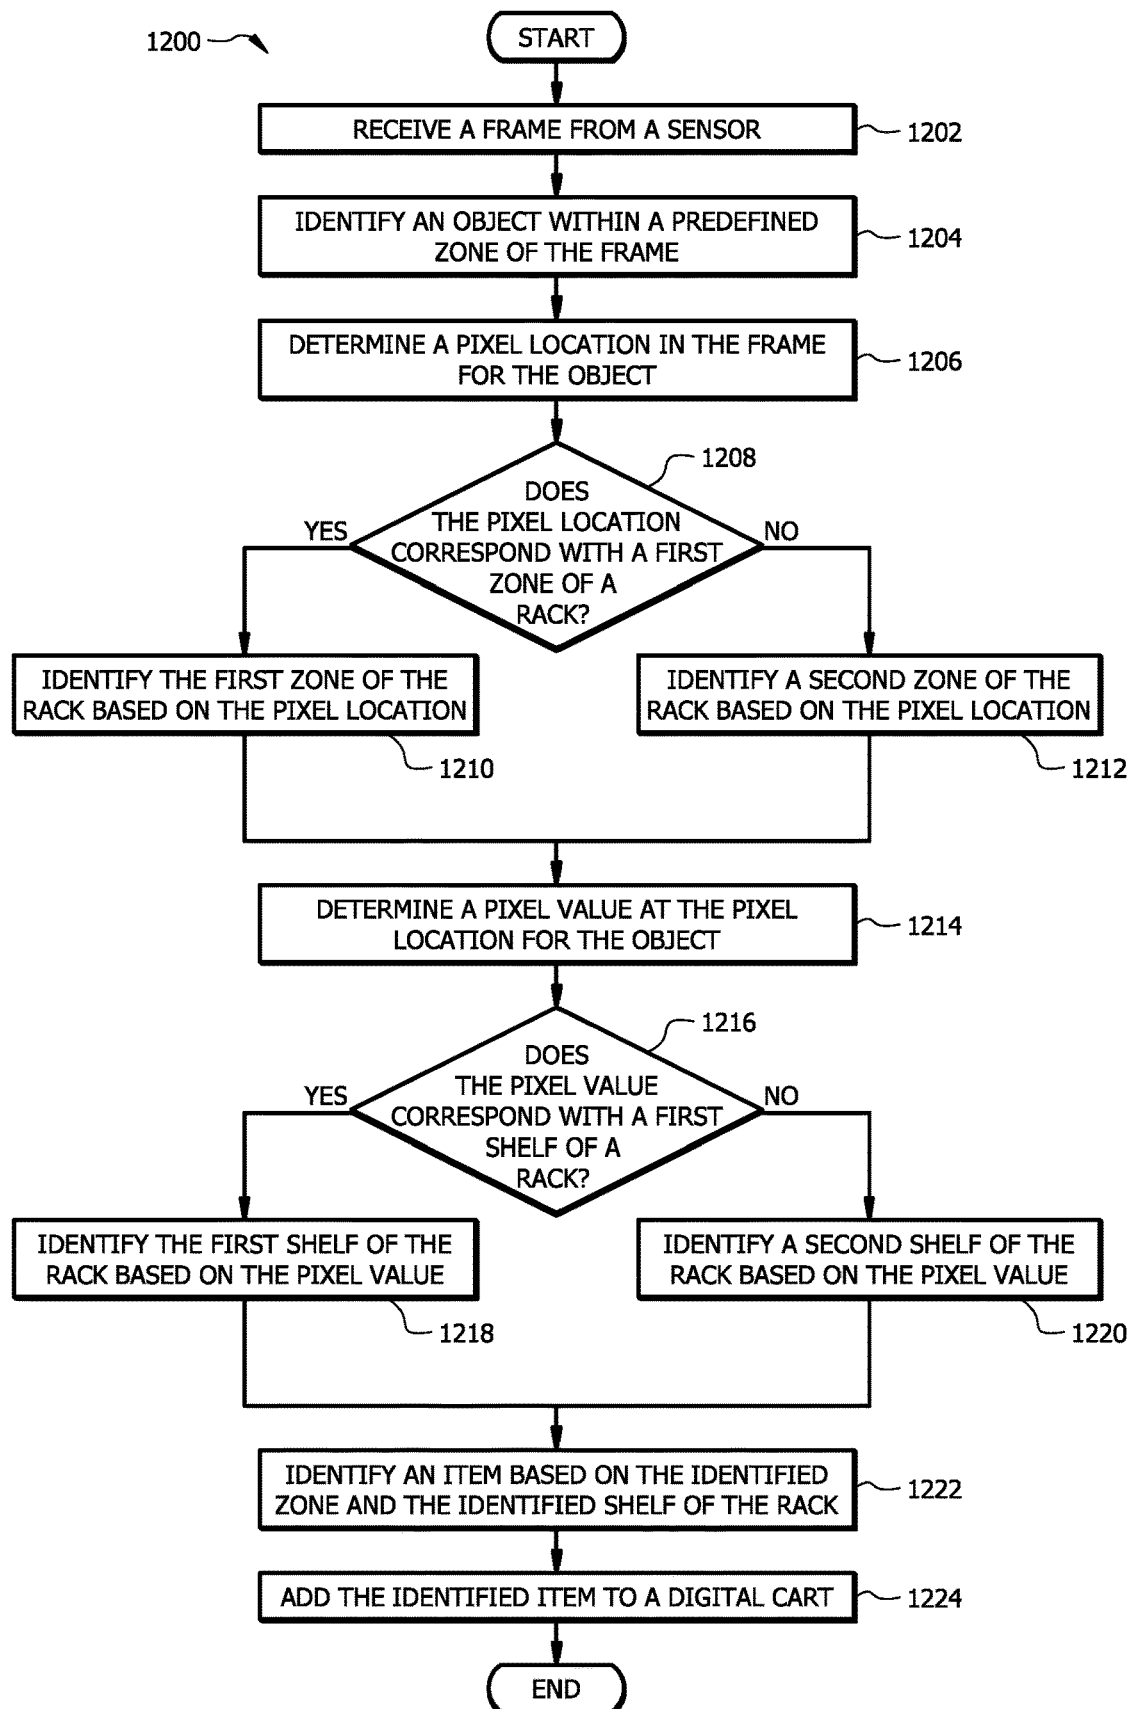 1200
START
RECEIVE A FRAME FROM A SENSOR
1202
IDENTIFY AN OBJECT WITHIN A PREDEFINED
ZONE OF THE FRAME
1204
DETERMINE A PIXEL LOCATION IN THE FRAME
FOR THE OBJECT
1206
1208
DOES
THE PIXEL LOCATION
CORRESPOND WITH A FIRST
ZONE OF A
RACK?
YES
NO
IDENTIFY THE FIRST ZONE OF THE
RACK BASED ON THE PIXEL LOCATION
1210
IDENTIFY A SECOND ZONE OF THE
RACK BASED ON THE PIXEL LOCATION
1212
DETERMINE A PIXEL VALUE AT THE PIXEL
LOCATION FOR THE OBJECT
1214
1216
DOES
THE PIXEL VALUE
CORRESPOND WITH A FIRST
SHELF OF A
RACK?
YES
NO
IDENTIFY THE FIRST SHELF OF THE
RACK BASED ON THE PIXEL VALUE
1218
IDENTIFY A SECOND SHELF OF THE
RACK BASED ON THE PIXEL VALUE
1220
IDENTIFY AN ITEM BASED ON THE IDENTIFIED
ZONE AND THE IDENTIFIED SHELF OF THE RACK
1222
ADD THE IDENTIFIED ITEM TO A DIGITAL CART
1224
END